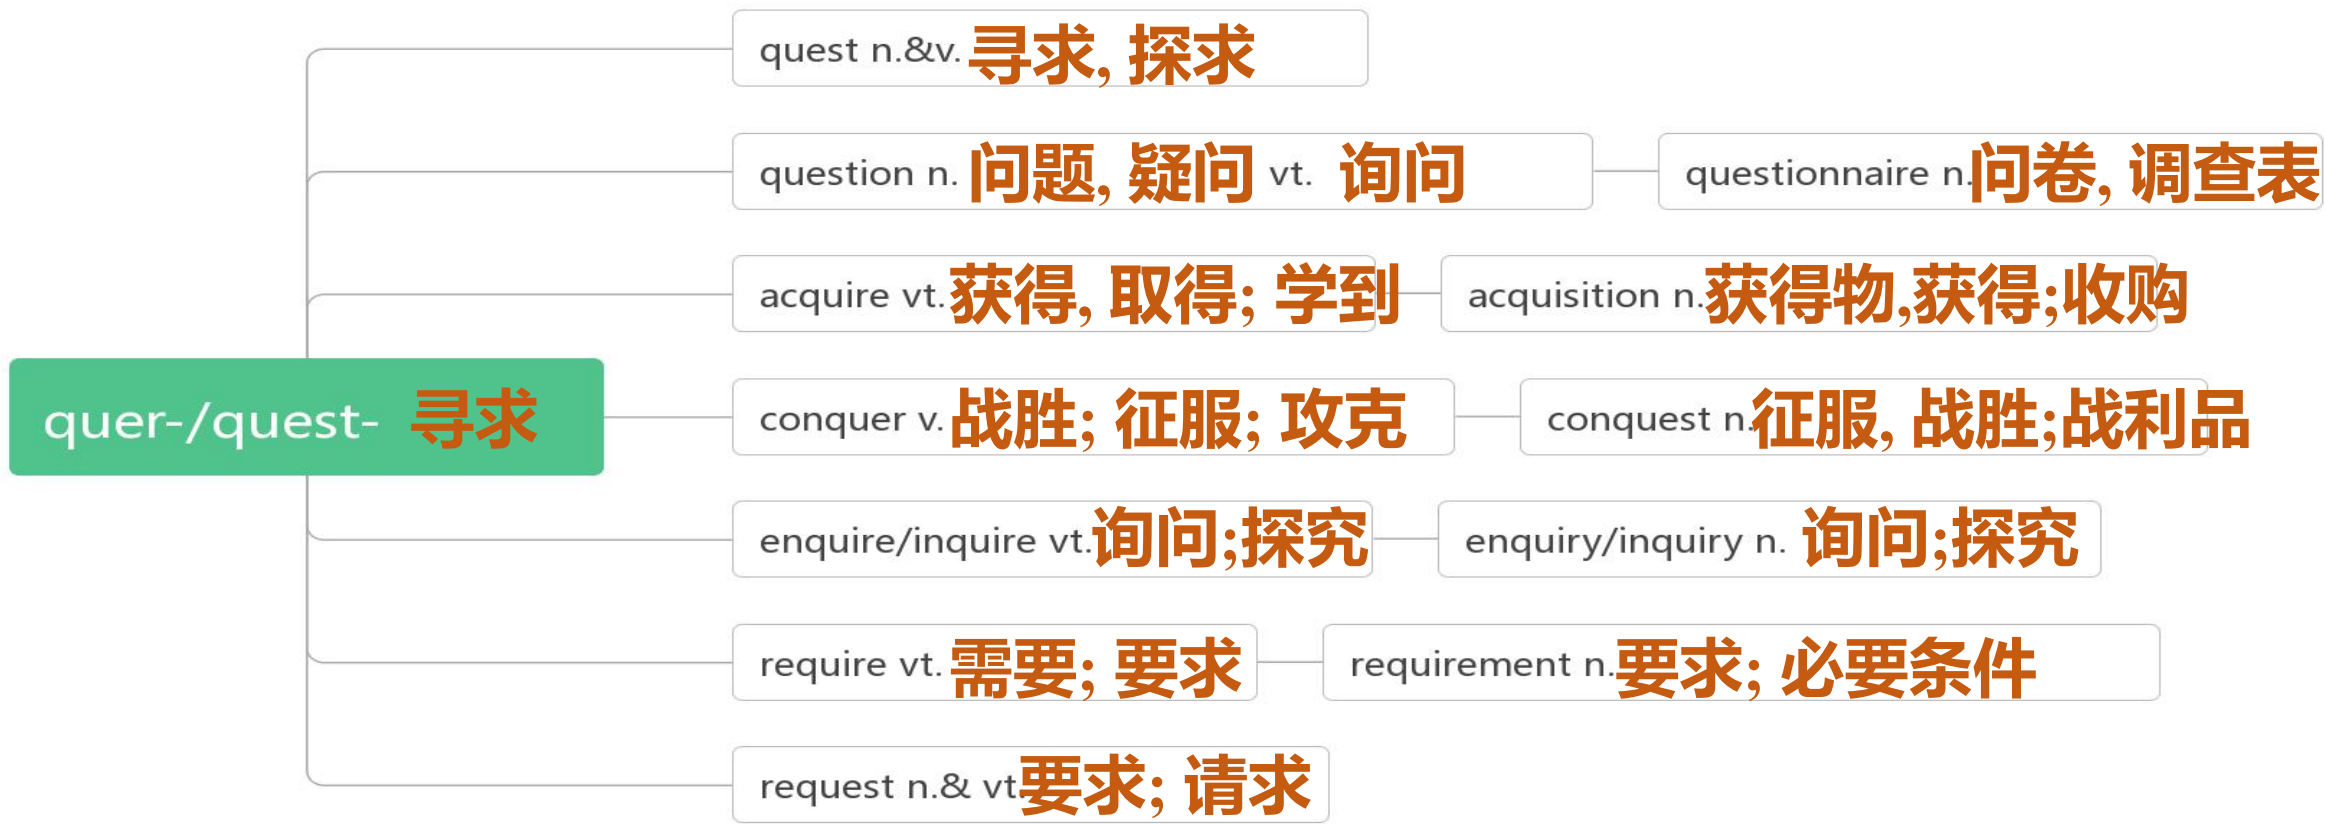 quest n.&v. 寻求, 探求
question n. 问题, 疑问 vt. 询问
questionnaire n. 问卷, 调查表
acquire vt. 获得, 取得; 学到
acquisition n. 获得物,获得;收购
quer-/quest- 寻求
conquer v. 战胜; 征服; 攻克
conquest n. 征服, 战胜;战利品
enquire/inquire vt. 询问;探究
enquiry/inquiry n. 询问;探究
require vt. 需要; 要求
requirement n. 要求; 必要条件
request n.& vt. 要求; 请求